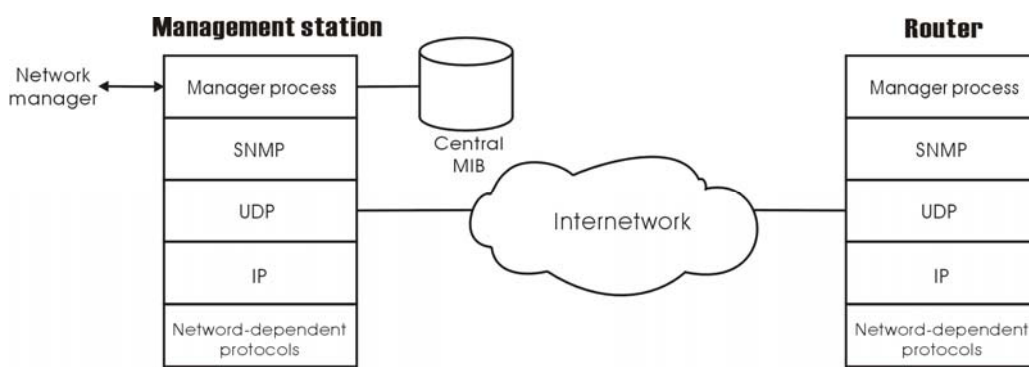 Management station
Router
Network
manager
Manager process
SNMP
UDP
IP
Netword-dependent
protocols
Central
MIB
Internetwork
Manager process
SNMP
UDP
IP
Netword-dependent
protocols